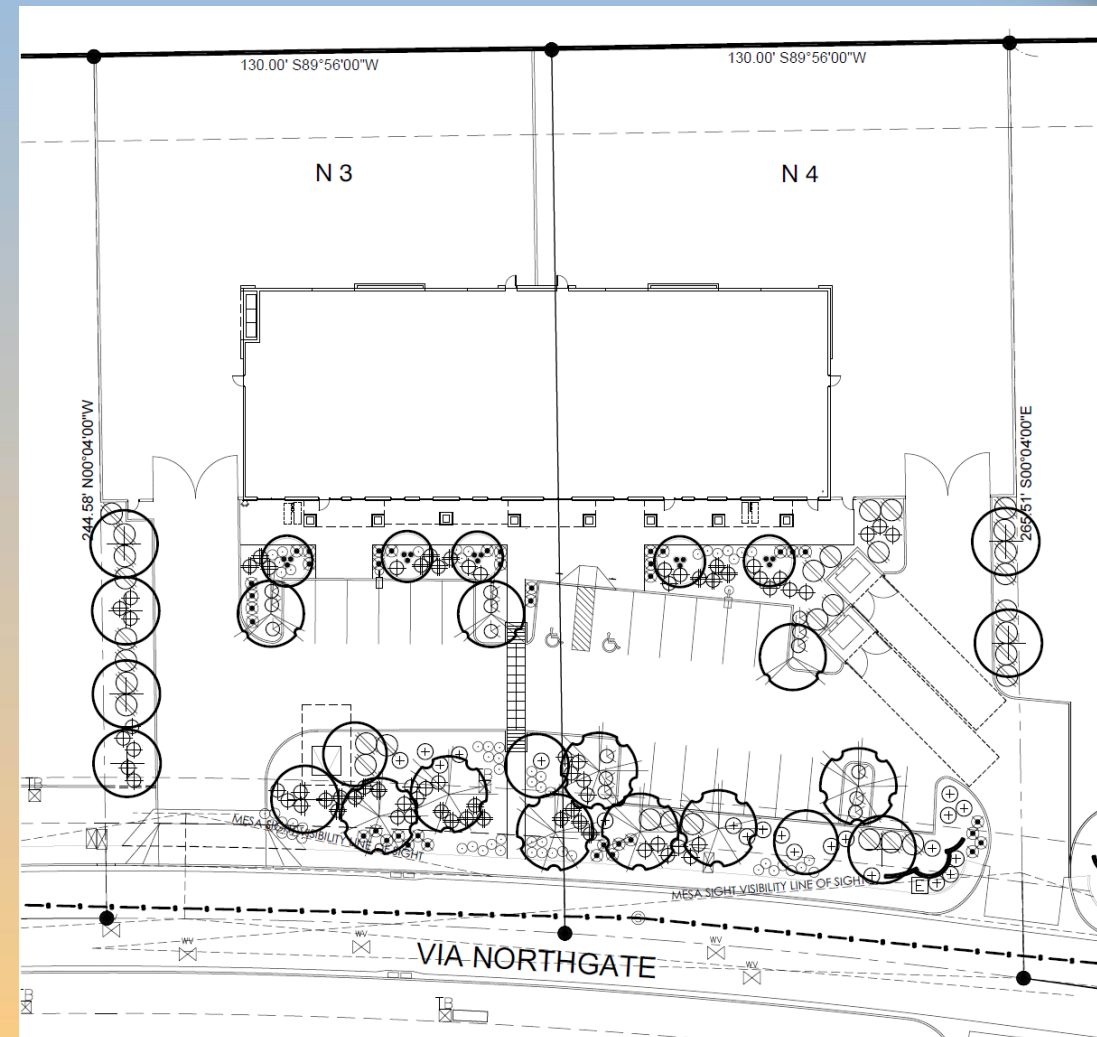 130.00' S89°56'00"W
130.00' S89°56'00"W
N 3
N 4
244.58' N00°04'00"W
265.51' S00°04'00"E
MESA SIGHT VISIBILITY LINE OF SIGHT
MESA SIGHT VISIBILITY LINE OF SIGHT
E
WV
WV
WV
WV
VIA NORTHGATE
TB